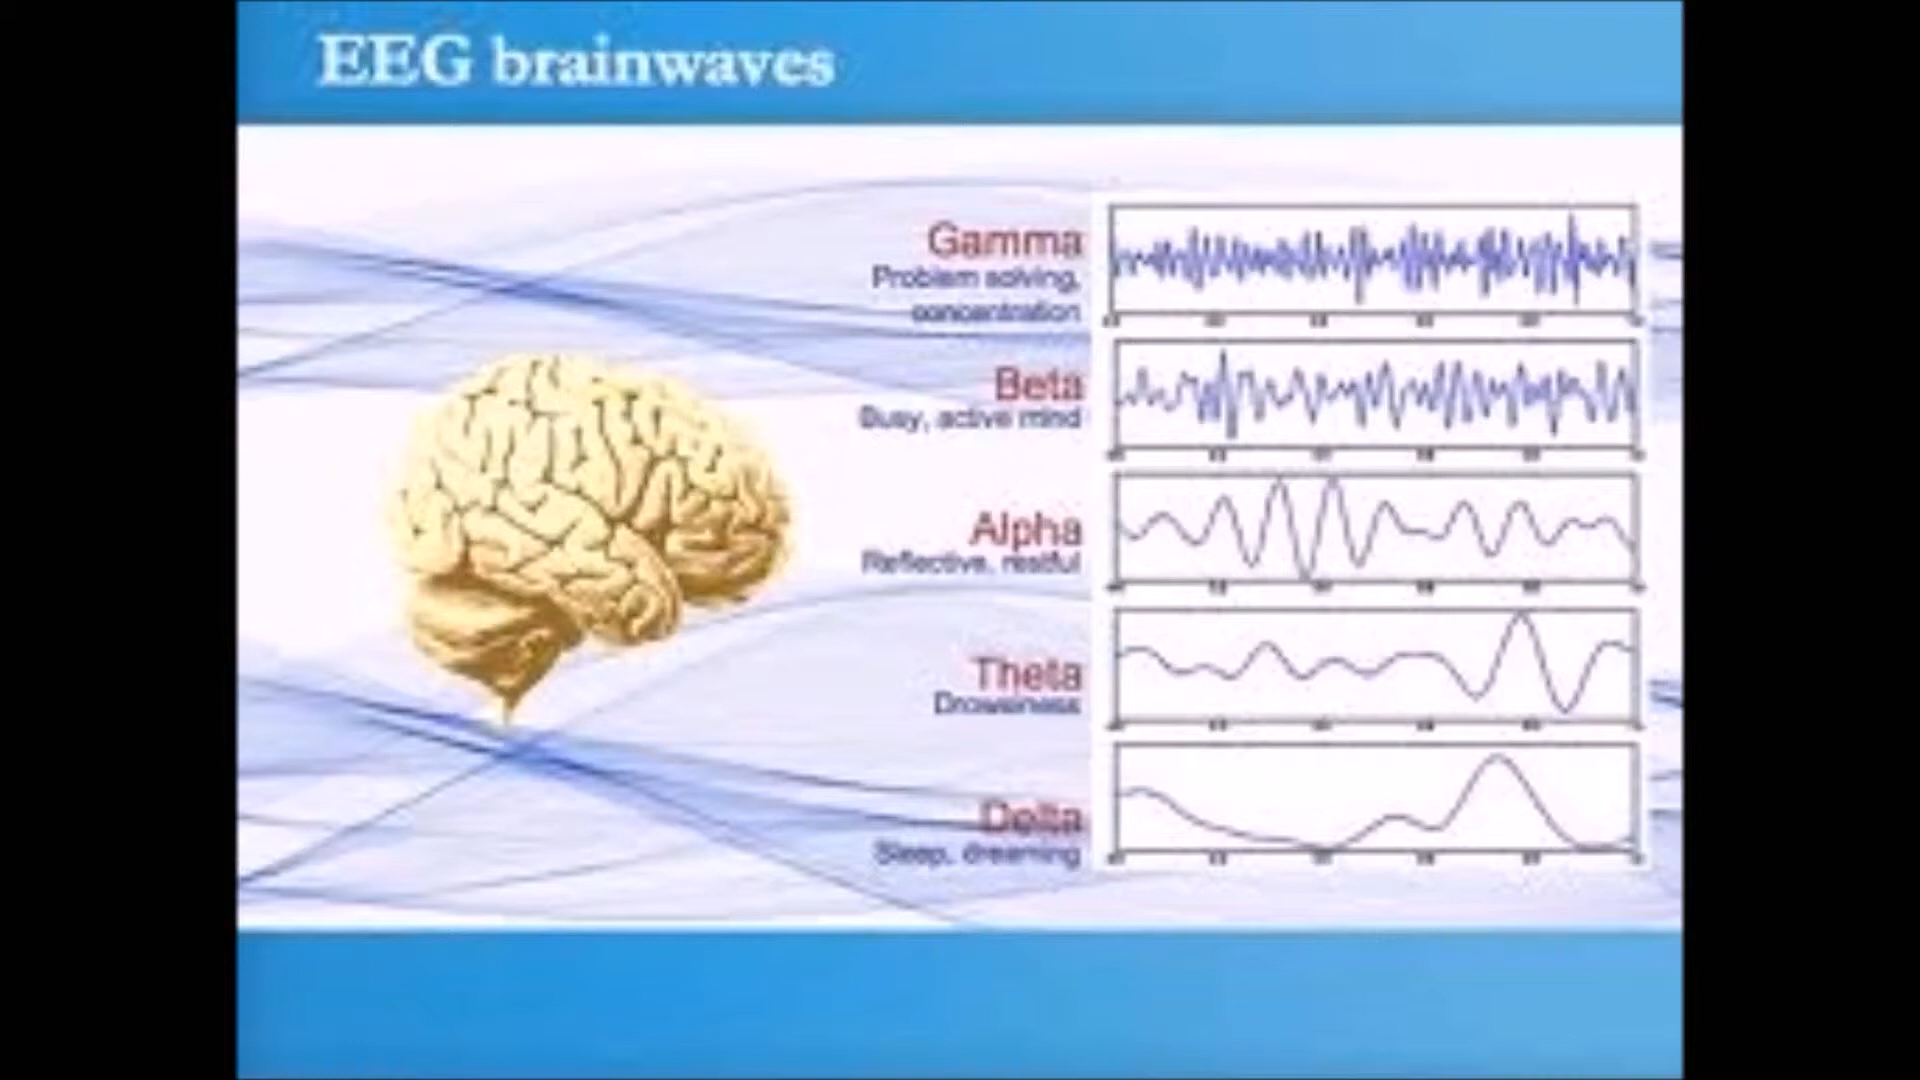 EEG brainwaves
Gamma
Problem solving,
concentration
Beta
Busy, active mind
Alpha
Reflective, restful
Theta
Drowsiness
Delta
Sleep, dreaming